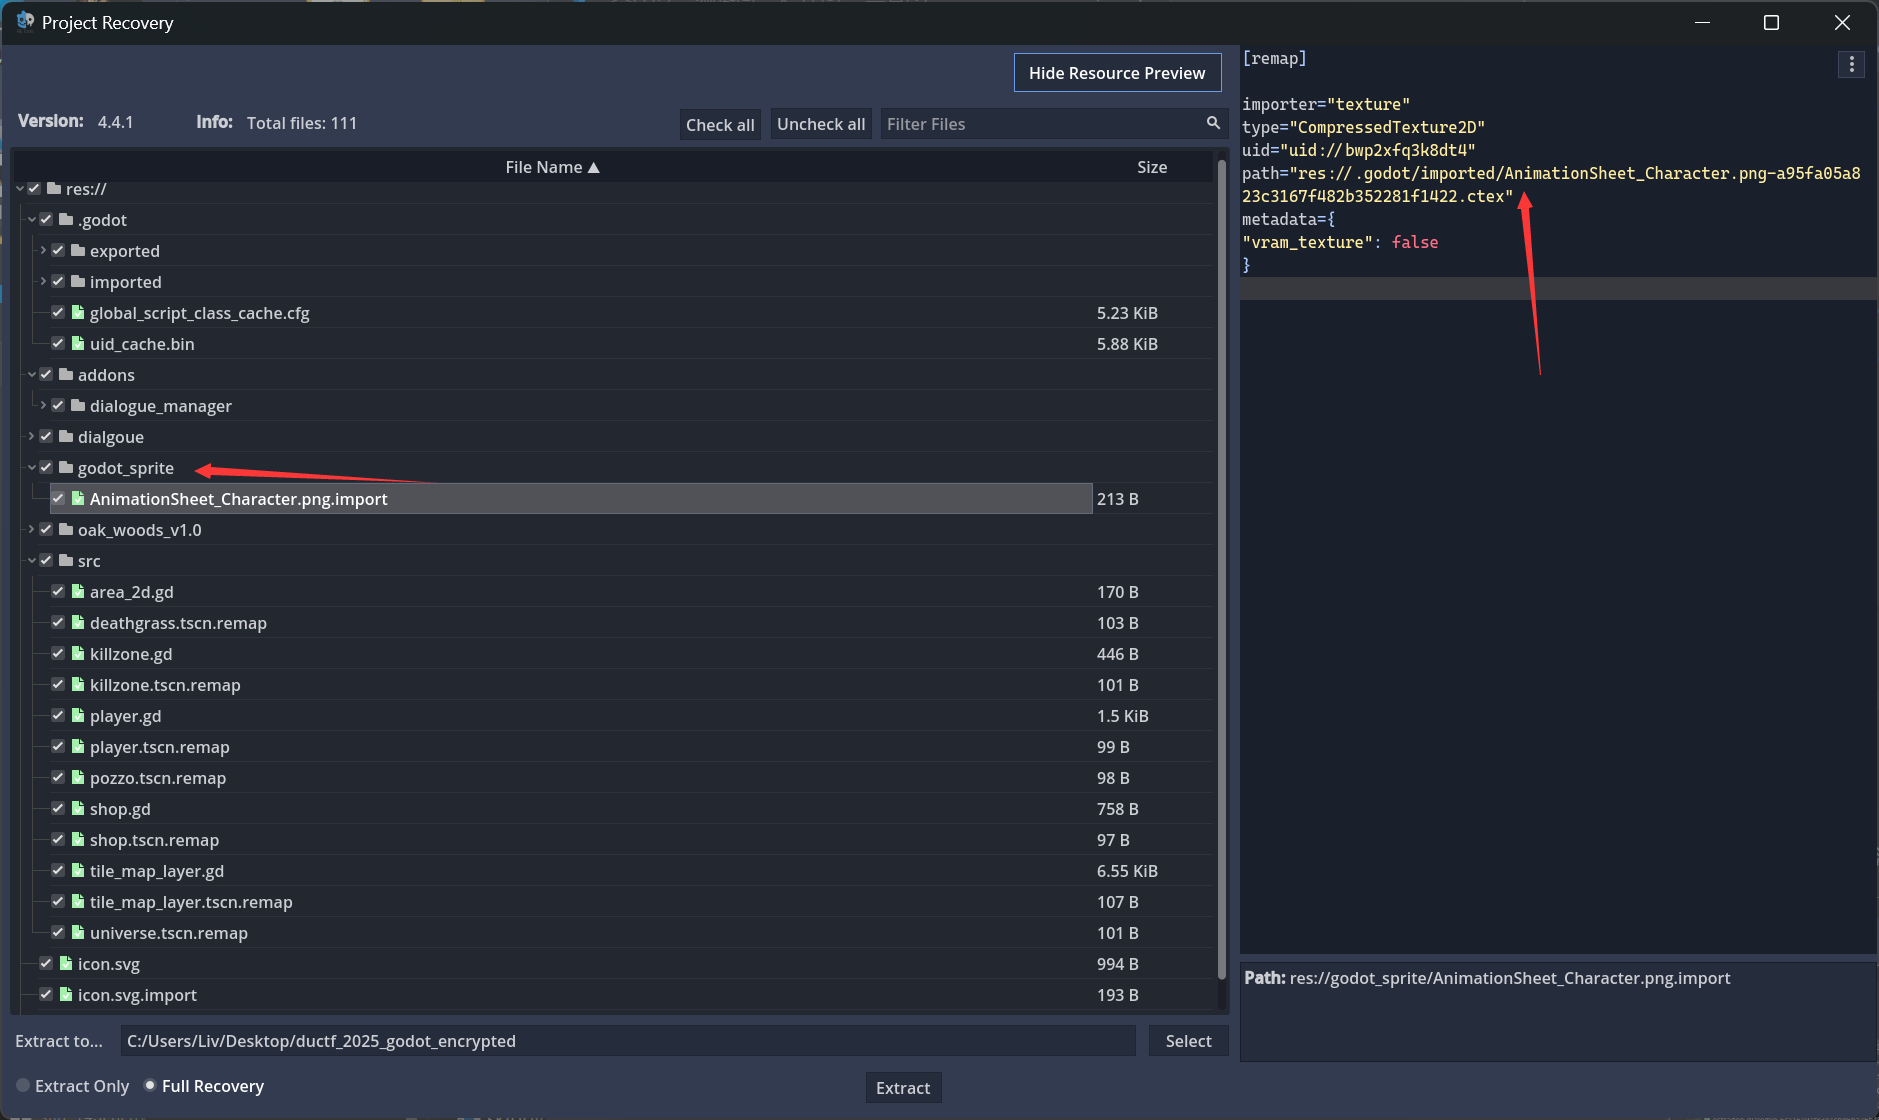 Project Recovery
Hide Resource Preview
Version: 4.4.1 Info: Total files: 111 Check all Uncheck all Filter Files
File Name Size
res://
.godot
exported
imported
global_script_class_cache.cfg 5.23 KiB
uid_cache.bin 5.88 KiB
addons
dialogue_manager
dialgoue
godot_sprite
AnimationSheet_Character.png.import 213 B
oak_woods_v1.0
src
area_2d.gd 170 B
deathgrass.tscn.remap 103 B
killzone.gd 446 B
killzone.tscn.remap 101 B
player.gd 1.5 KiB
player.tscn.remap 99 B
pozzo.tscn.remap 98 B
shop.gd 758 B
shop.tscn.remap 97 B
tile_map_layer.gd 6.55 KiB
tile_map_layer.tscn.remap 107 B
universe.tscn.remap 101 B
icon.svg 994 B
icon.svg.import 193 B
Extract to... C:/Users/Liv/Desktop/ductf_2025_godot_encrypted Select
Extract Only Full Recovery Extract
[remap]
importer="texture"
type="CompressedTexture2D"
uid="uid://bwp2xfq3k8dt4"
path="res://.godot/imported/AnimationSheet_Character.png-a95fa05a8
23c3167f482b352281f1422.ctex"
metadata={
"vram_texture": false
}
Path: res://godot_sprite/AnimationSheet_Character.png.import